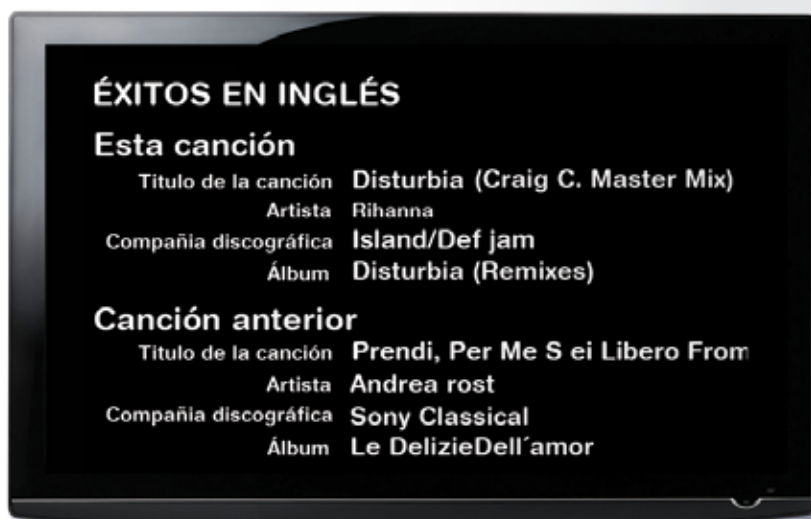 ÉXITOS EN INGLÉS
Esta canción
Titulo de la canción Disturbia (Craig C. Master Mix)
Artista Rihanna
Compañia discográfica Island/Def jam
Álbum Disturbia (Remixes)
Canción anterior
Titulo de la canción Prendi, Per Me S ei Libero From
Artista Andrea rost
Compañia discográfica Sony Classical
Álbum Le DelizieDell´amor